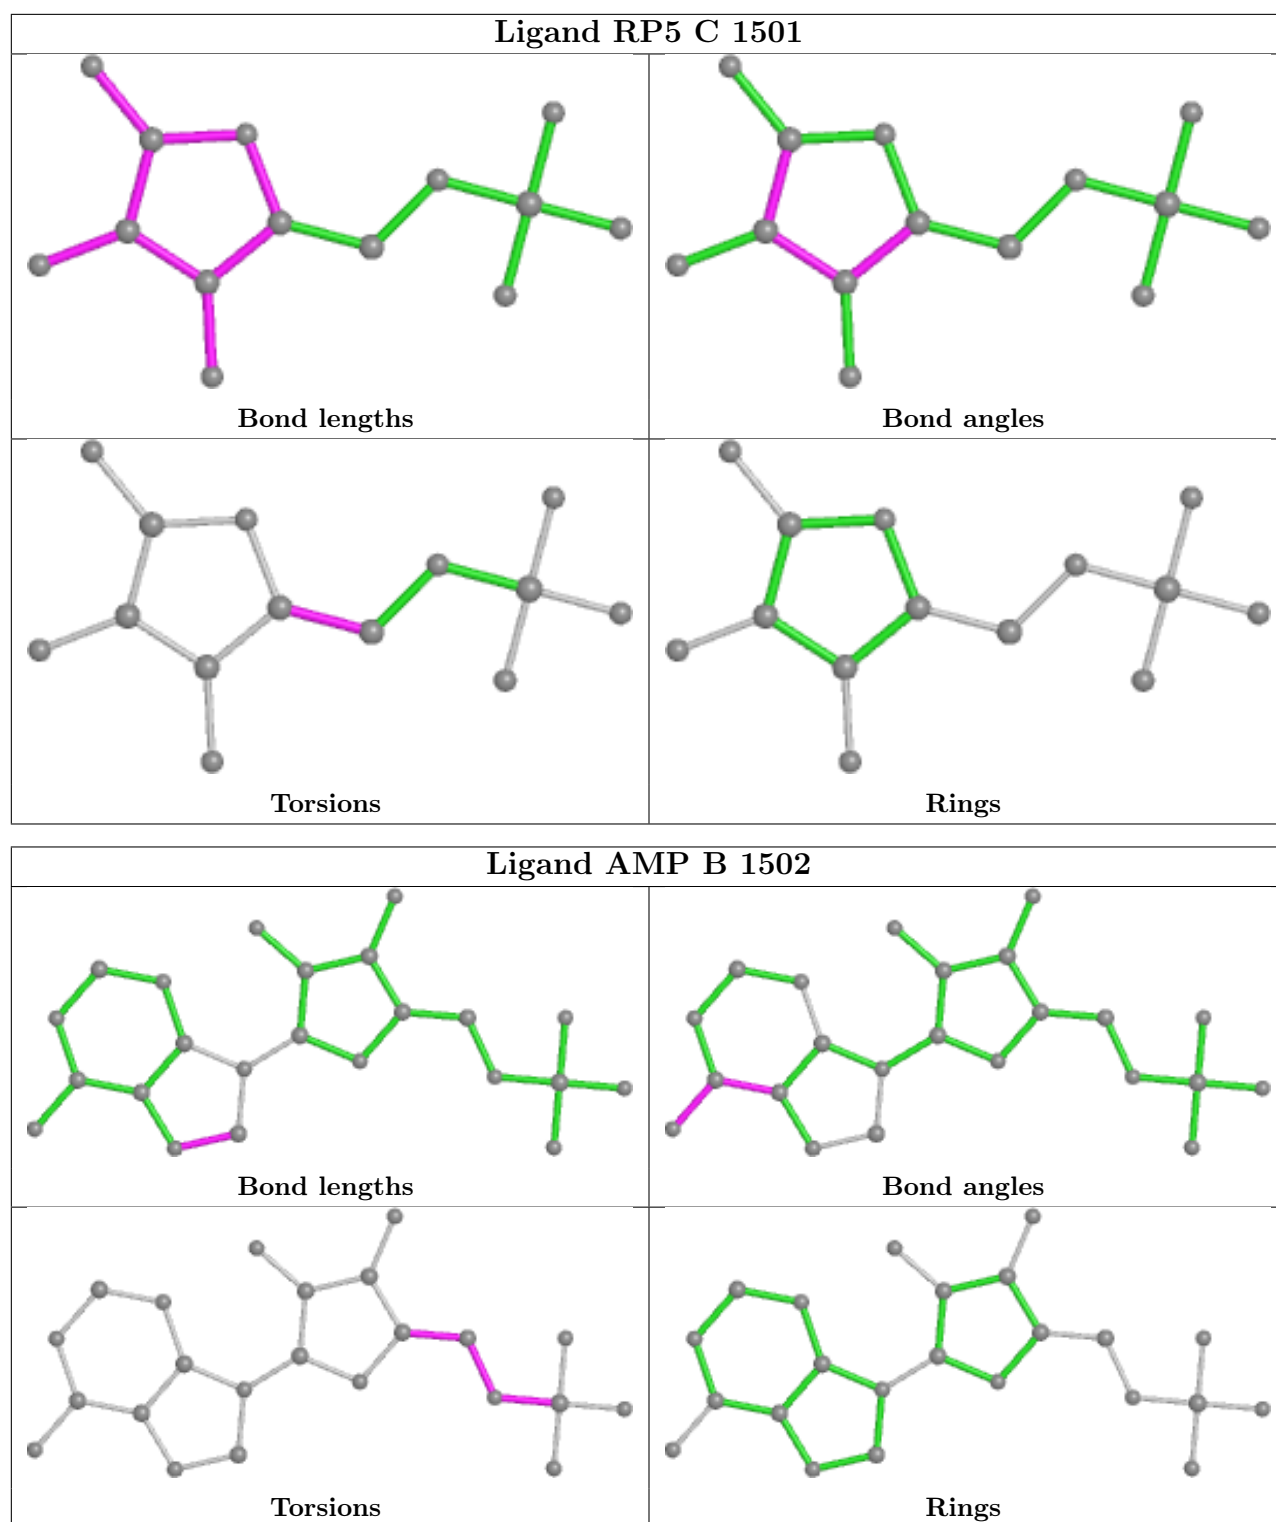 Ligand RP5 C 1501
Bond lengths
Bond angles
Torsions
Rings
Ligand AMP B 1502
Bond lengths
Bond angles
Torsions
Rings